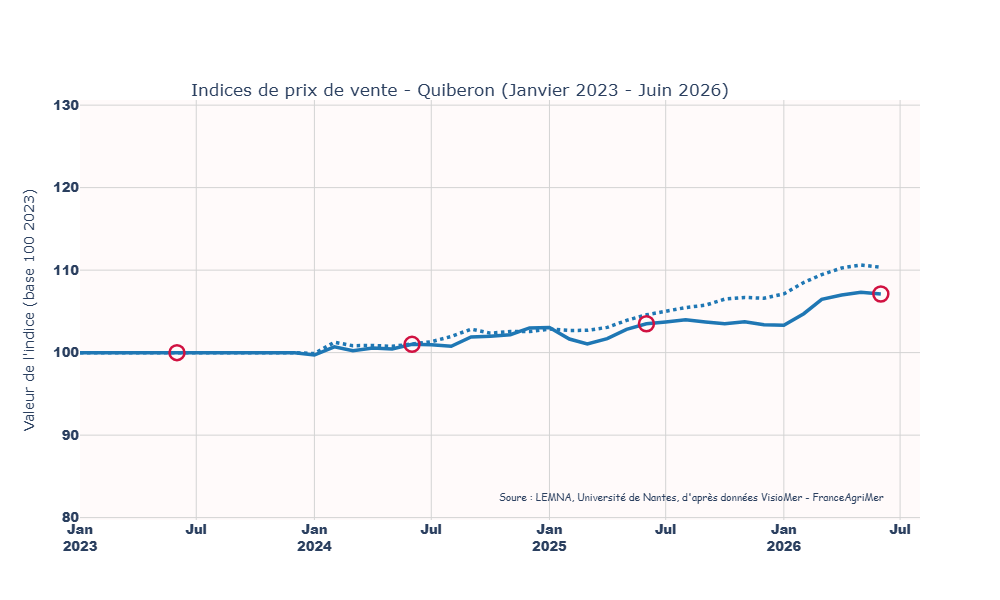 Indices de prix de vente - Quiberon (Janvier 2023 - Juin 2026)
Valeur de l'indice (base 100 2023)
130
120
110
100
90
80
Soure : LEMNA, Université de Nantes, d'après données VisioMer - FranceAgriMer
Jan Jul Jan Jul Jan Jul Jan Jul
2023 2024 2025 2026